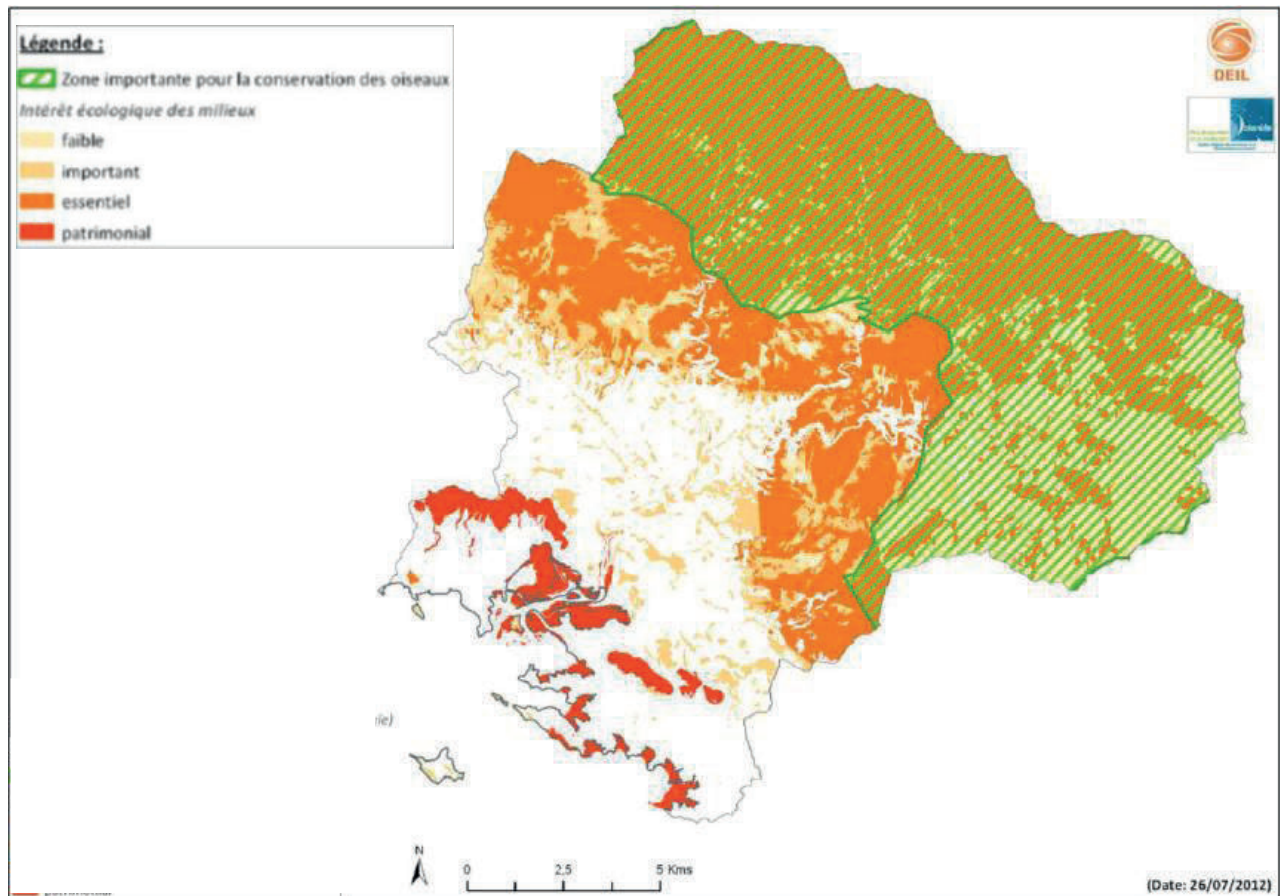 Légende :
Zone importante pour la conservation des oiseaux
Intérêt écologique des milieux
faible
important
essentiel
patrimonial
DEIL
N
0 2.5 5 Kms
(Date: 26/07/2012)